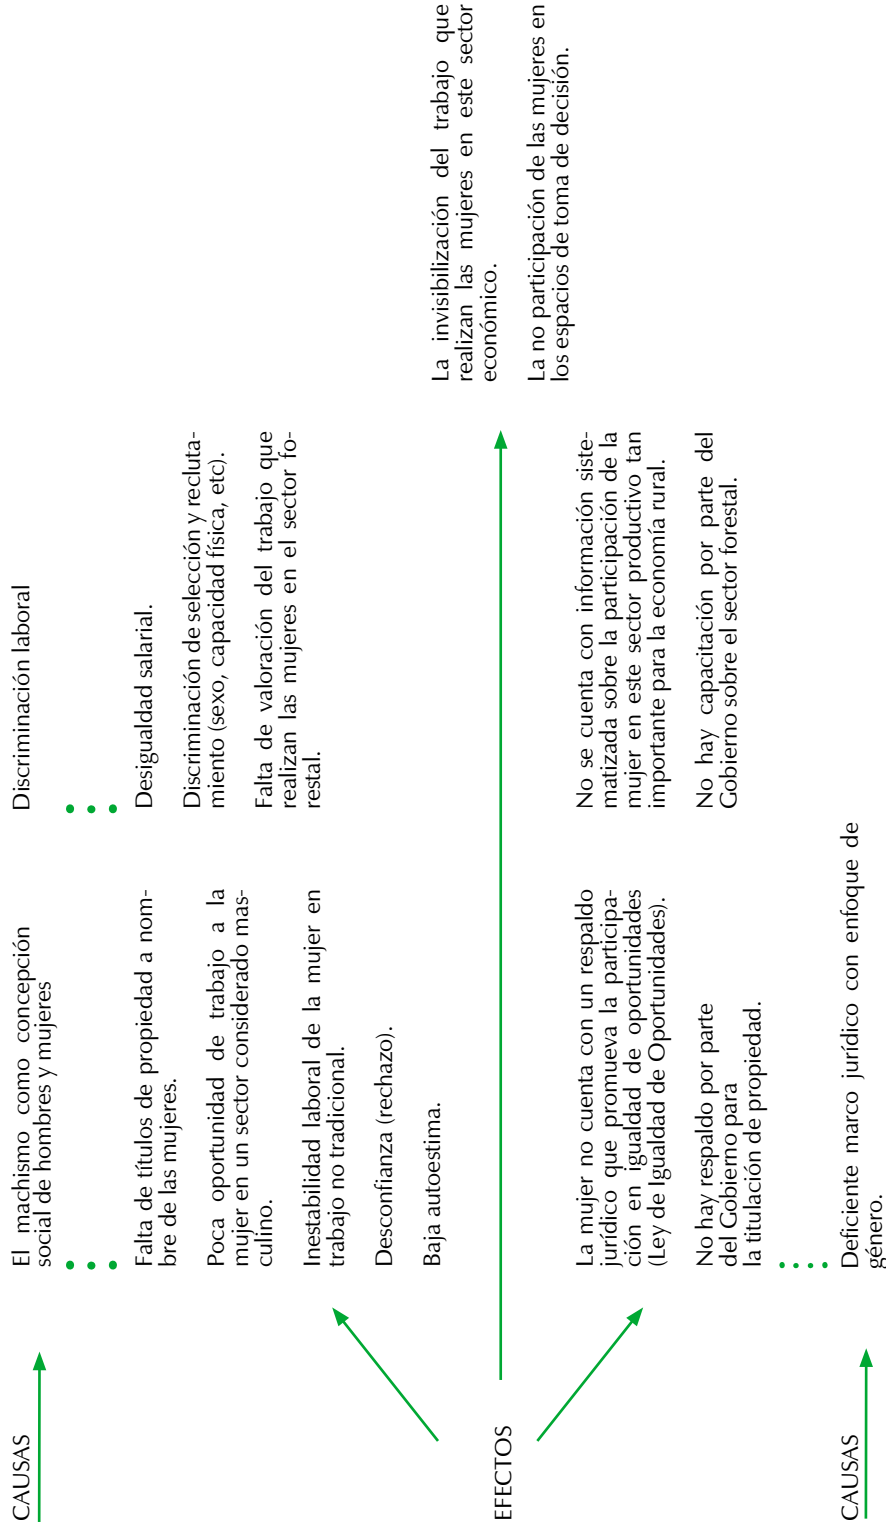 CAUSAS
El machismo como concepción
social de hombres y mujeres
Discriminación laboral
Falta de títulos de propiedad a nom-
bre de las mujeres.
Poca oportunidad de trabajo a la
mujer en un sector considerado mas-
culino.
Inestabilidad laboral de la mujer en
trabajo no tradicional.
Desconfianza (rechazo).
Baja autoestima.
Desigualdad salarial.
Discriminación de selección y recluta-
miento (sexo, capacidad física, etc).
Falta de valoración del trabajo que
realizan las mujeres en el sector fo-
restal.
EFECTOS
La invisibilización del trabajo que
realizan las mujeres en este sector
económico.
La no participación de las mujeres en
los espacios de toma de decisión.
La mujer no cuenta con un respaldo
jurídico que promueva la participa-
ción en igualdad de oportunidades
(Ley de Igualdad de Oportunidades).
No hay respaldo por parte
del Gobierno para
la titulación de propiedad.
No se cuenta con información siste-
matizada sobre la participación de la
mujer en este sector productivo tan
importante para la economía rural.
No hay capacitación por parte del
Gobierno sobre el sector forestal.
CAUSAS
Deficiente marco jurídico con enfoque de
género.